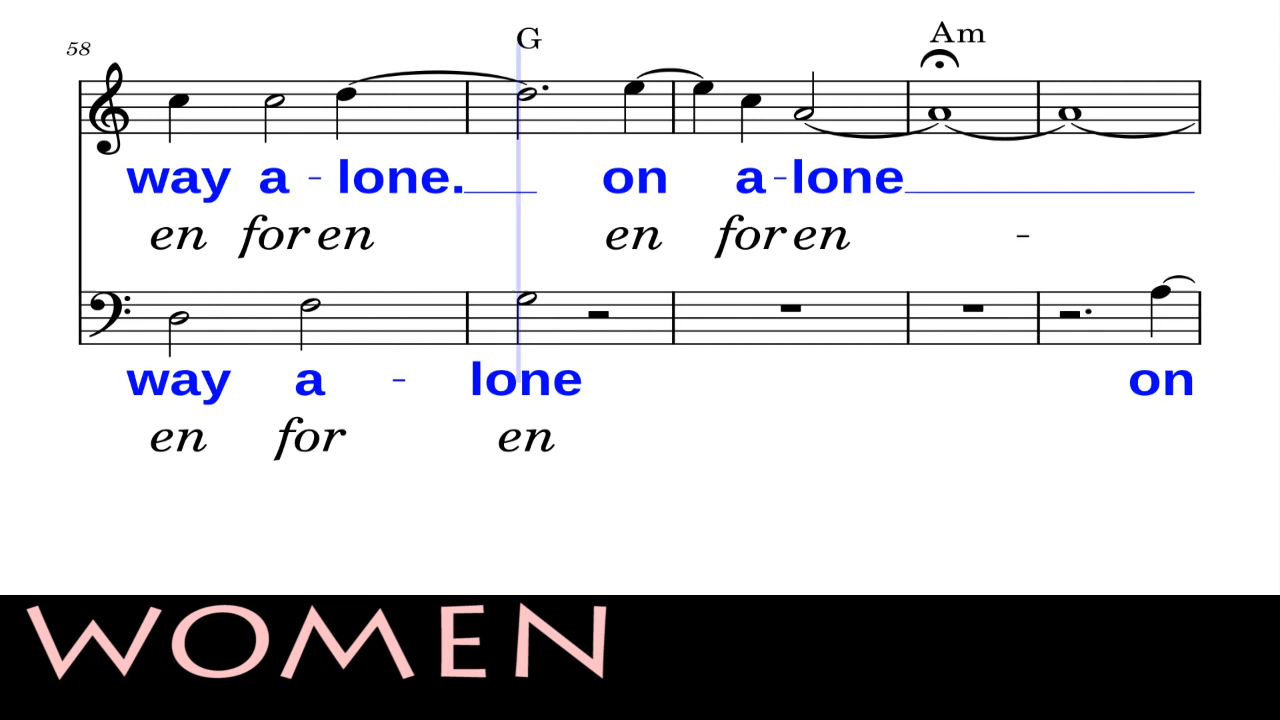 58 G Am
way a - lone. on a - lone
en for en en for en -
way a - lone on
en for en
WOMEN